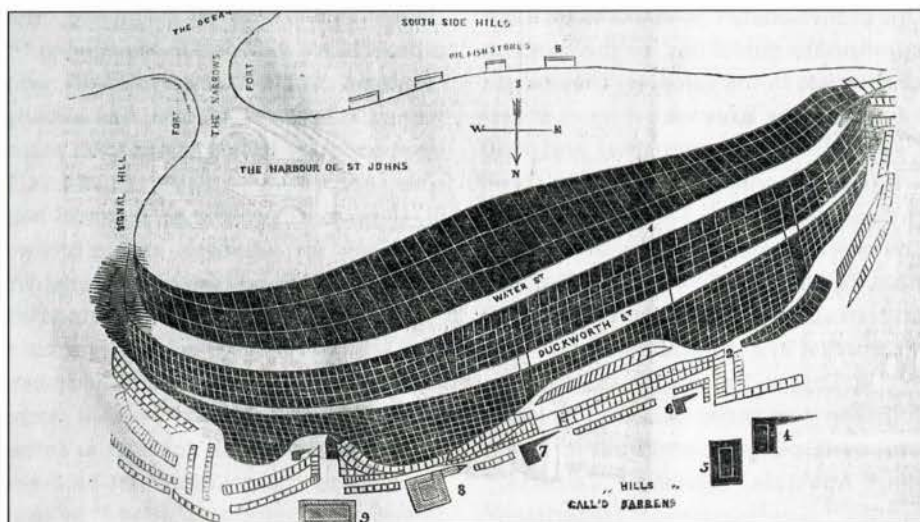 THE OCEAN
SOUTH SIDE HILLS
OIL & FISH STORES
S
FORT
THE NARROWS
FORT
W
E
N
THE HARBOUR OF ST JOHNS
SIGNAL HILL
1
WATER ST
DUCKWORTH ST
2
6
7
4
5
8
9
" HILLS "
CALL'D BARRENS